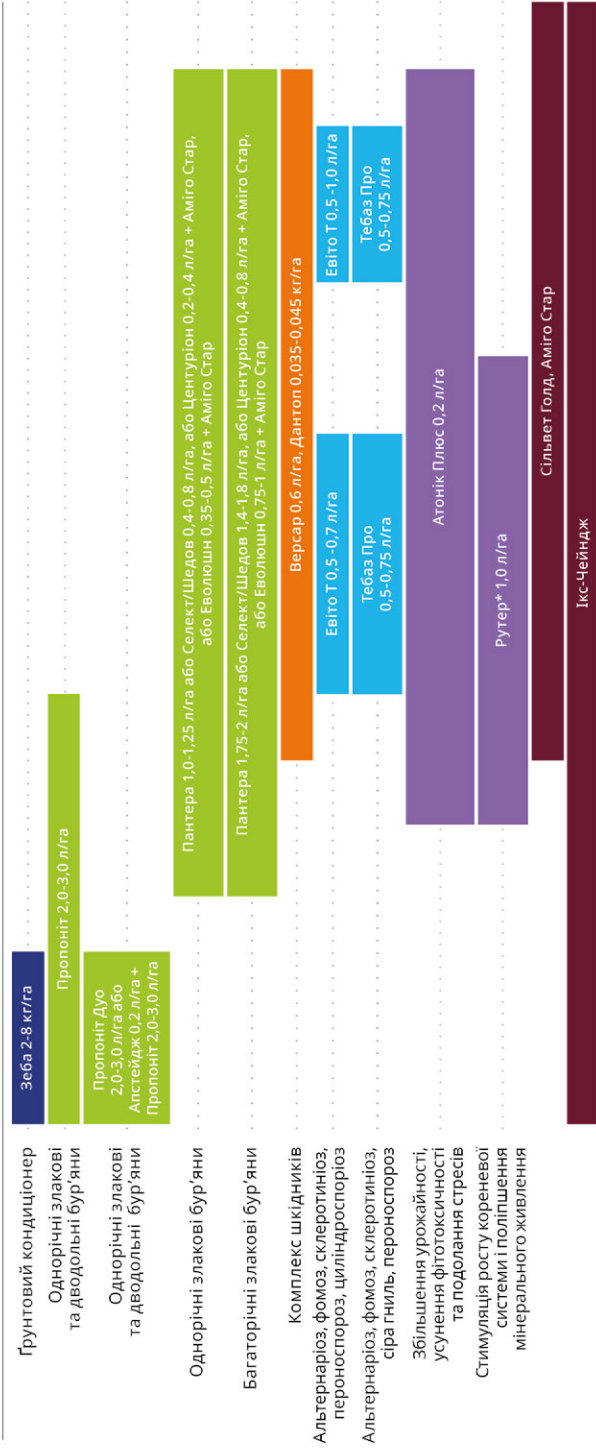 Ґрунтовий кондиціонер
Зеба 2-8 кг/га
Однорічні злакові
та дводольні бур’яни
Пропоніт 2,0-3,0 л/га
Однорічні злакові
та дводольні бур’яни
Пропоніт Дуо
2,0-3,0 л/га або
Апстейдж 0,2 л/га +
Пропоніт 2,0-3,0 л/га
Однорічні злакові бур’яни
Пантера 1,0-1,25 л/га або Селект/Шедов 0,4-0,8 л/га, або Центуріон 0,2-0,4 л/га + Аміго Стар,
або Еволюшн 0,35-0,5 л/га + Аміго Стар
Багаторічні злакові бур’яни
Пантера 1,75-2 л/га або Селект/Шедов 1,4-1,8 л/га, або Центуріон 0,4-0,8 л/га + Аміго Стар,
або Еволюшн 0,75-1 л/га + Аміго Стар
Комплекс шкідників
Версар 0,6 л/га, Дантоп 0,035-0,045 кг/га
Альтернаріоз, фомоз, склеротиніоз,
пероноспороз, циліндроспоріоз
Евіто Т 0,5 -0,7 л/га
Евіто Т 0,5 -1,0 л/га
Альтернаріоз, фомоз, склеротиніоз,
сіра гниль, пероноспороз
Тебаз Про
0,5-0,75 л/га
Тебаз Про
0,5-0,75 л/га
Збільшення урожайності,
усунення фітотоксичності
та подолання стресів
Атонік Плюс 0,2 л/га
Стимуляція росту кореневої
системи і поліпшення
мінерального живлення
Рутер* 1,0 л/га
Сільвет Голд, Аміго Стар
Ікс-Чейндж